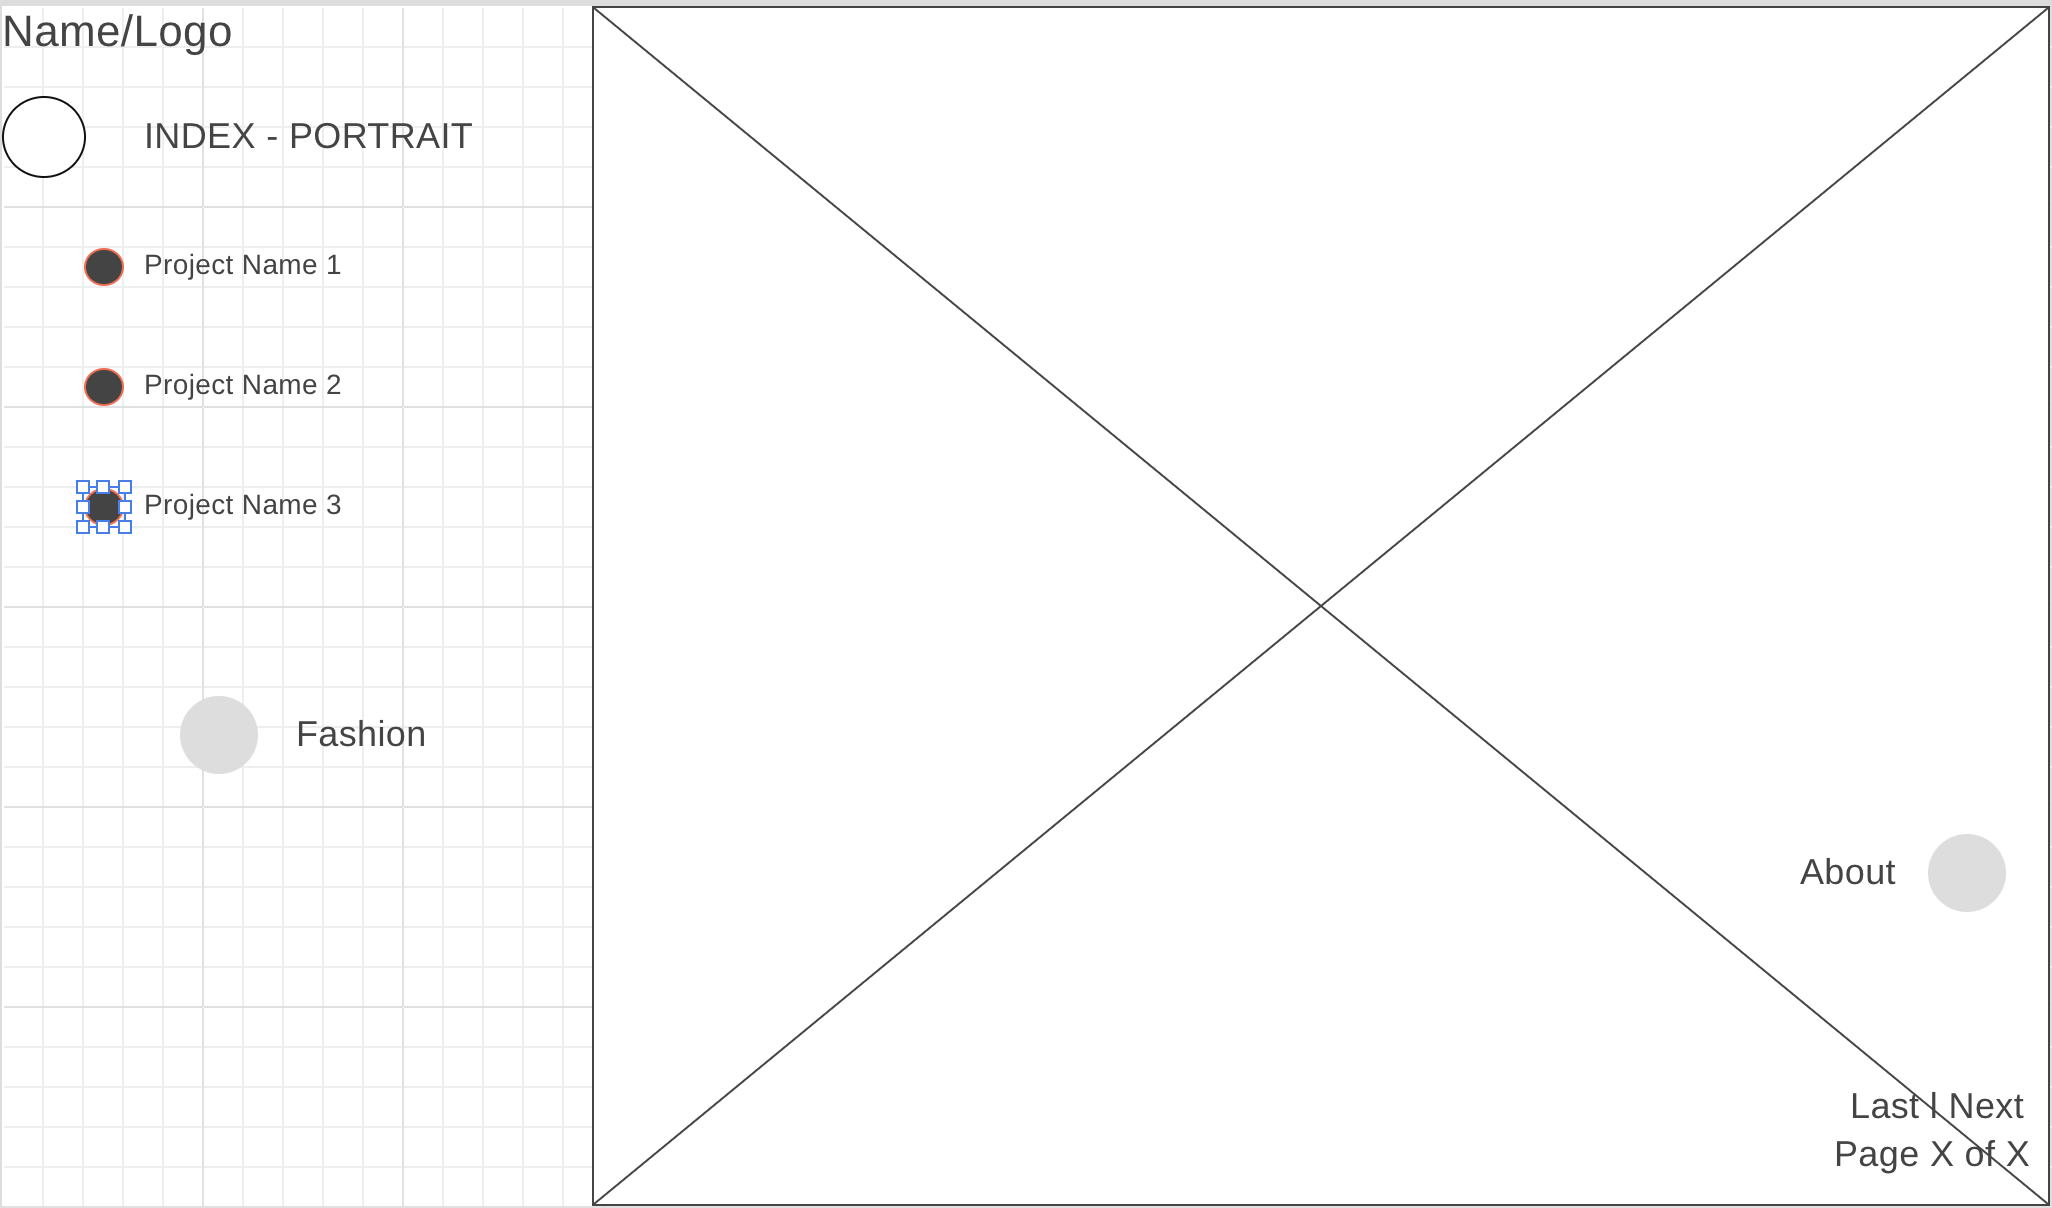 Name/Logo
INDEX - PORTRAIT
Project Name 1
Project Name 2
Project Name 3
Fashion
About
Last l Next
Page X of X